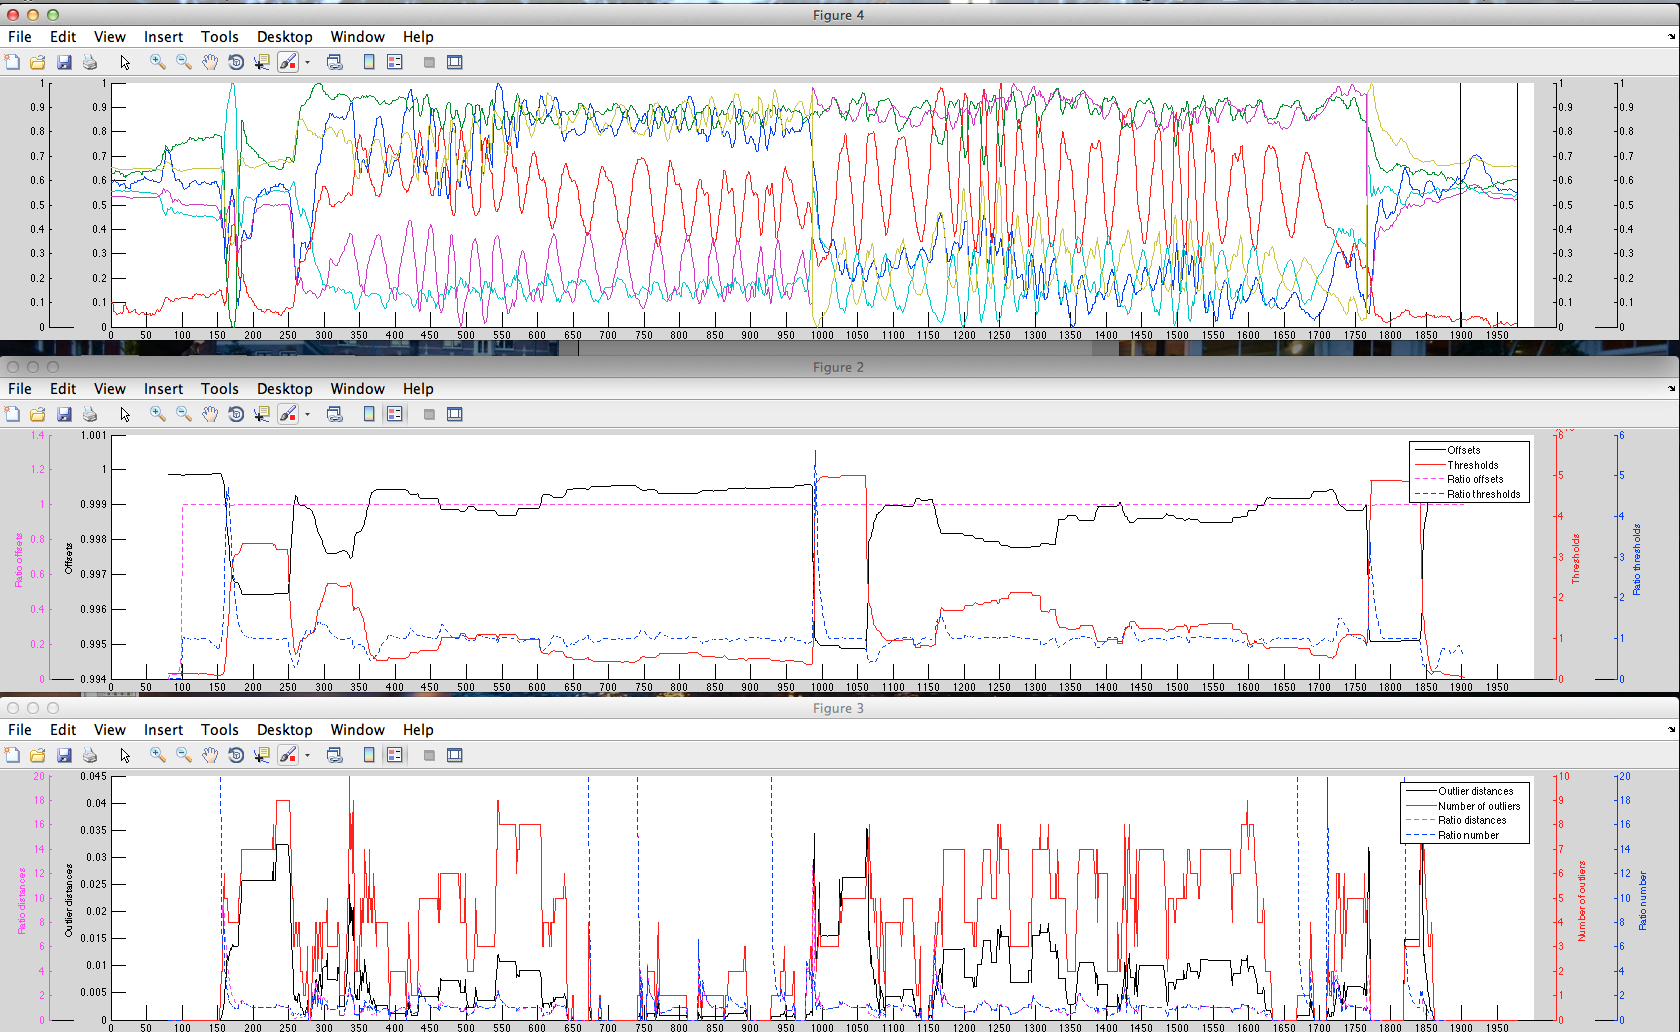 Figure 4
File Edit View Insert Tools Desktop Window Help
1 1 1 1
0.9 0.9 0.9 0.9
0.8 0.8 0.8 0.8
0.7 0.7 0.7 0.7
0.6 0.6 0.6 0.6
0.5 0.5 0.5 0.5
0.4 0.4 0.4 0.4
0.3 0.3 0.3 0.3
0.2 0.2 0.2 0.2
0.1 0.1 0.1 0.1
0 0 0 0
0 50 100 150 200 250 300 350 400 450 500 550 600 650 700 750 800 850 900 950 1000 1050 1100 1150 1200 1250 1300 1350 1400 1450 1500 1550 1600 1650 1700 1750 1800 1850 1900 1950
Figure 2
File Edit View Insert Tools Desktop Window Help
1.4 1.001 6 6
1.2 1 5 5
1 0.999
0.998 4 4
0.8
0.997 3 3
0.6
0.996 2 2
0.4
0.2 0.995 1 1
0 0.994 0 0
Ratio offsets
Offsets
Thresholds
Ratio thresholds
Offsets
Thresholds
Ratio offsets
Ratio thresholds
0 50 100 150 200 250 300 350 400 450 500 550 600 650 700 750 800 850 900 950 1000 1050 1100 1150 1200 1250 1300 1350 1400 1450 1500 1550 1600 1650 1700 1750 1800 1850 1900 1950
Figure 3
File Edit View Insert Tools Desktop Window Help
20 0.045 10 20
18 0.04 9 18
16 0.035 8 16
14 0.03 7 14
12 0.025 6 12
10 0.02 5 10
8 0.015 4 8
6 3 6
4 0.01 2 4
2 0.005 1 2
0 0 0 0
Ratio distances
Outlier distances
Number of outliers
Ratio number
Outlier distances
Number of outliers
Ratio distances
Ratio number
0 50 100 150 200 250 300 350 400 450 500 550 600 650 700 750 800 850 900 950 1000 1050 1100 1150 1200 1250 1300 1350 1400 1450 1500 1550 1600 1650 1700 1750 1800 1850 1900 1950